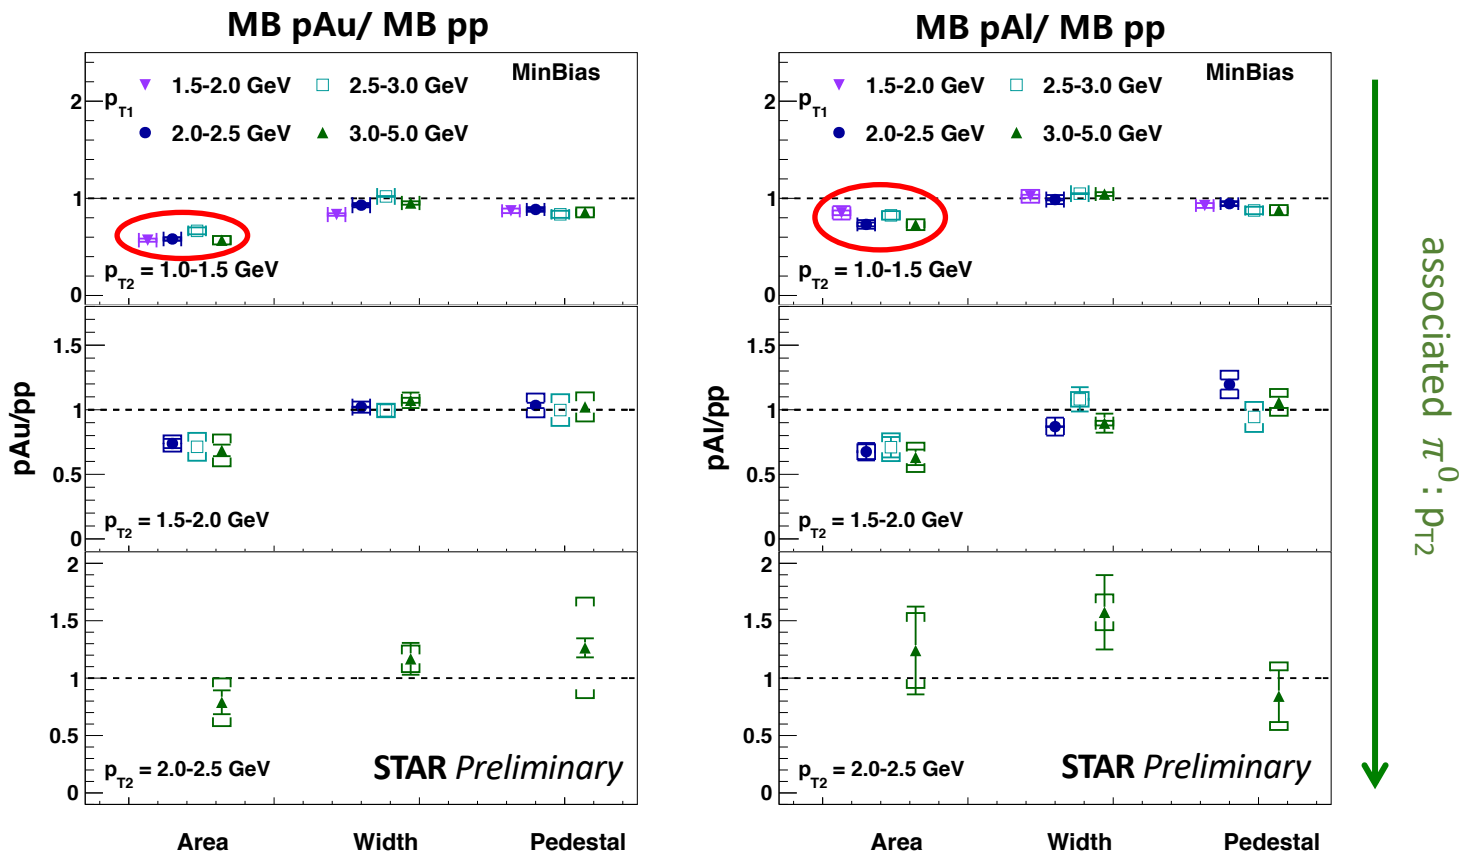 MB pAu/ MB pp
MinBias
1.5-2.0 GeV
2.5-3.0 GeV
2
pT1
2.0-2.5 GeV
3.0-5.0 GeV
1
pT2 = 1.0-1.5 GeV
0
1.5
1
0.5
pT2 = 1.5-2.0 GeV
0
pAu/pp
2
1.5
1
0.5
pT2 = 2.0-2.5 GeV
STAR Preliminary
0
Area
Width
Pedestal
MB pAl/ MB pp
MinBias
1.5-2.0 GeV
2.5-3.0 GeV
2
pT1
2.0-2.5 GeV
3.0-5.0 GeV
1
pT2 = 1.0-1.5 GeV
0
1.5
1
0.5
pT2 = 1.5-2.0 GeV
0
pAl/pp
2
1.5
1
0.5
pT2 = 2.0-2.5 GeV
STAR Preliminary
0
Area
Width
Pedestal
associated π⁰: pT2